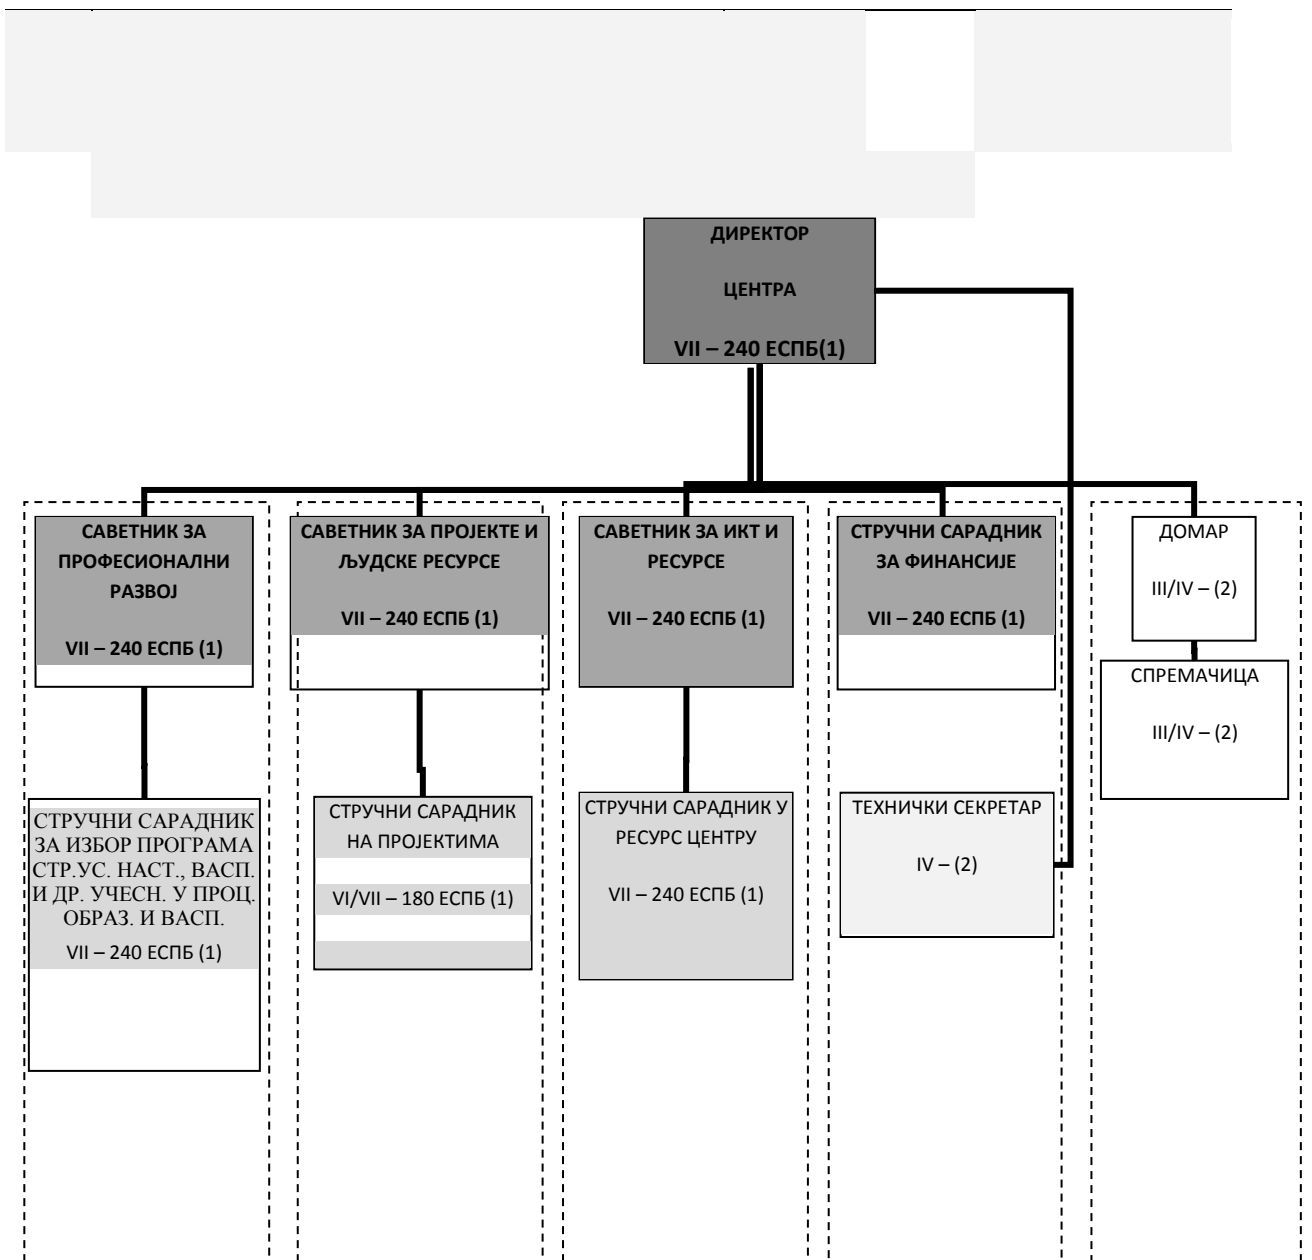 ДИРЕКТОР
ЦЕНТРА
VII – 240 ЕСПБ(1)
САВЕТНИК ЗА
ПРОФЕСИОНАЛНИ
РАЗВОЈ
VII – 240 ЕСПБ (1)
САВЕТНИК ЗА ПРОЈЕКТЕ И
ЉУДСКЕ РЕСУРСЕ
VII – 240 ЕСПБ (1)
САВЕТНИК ЗА ИКТ И
РЕСУРСЕ
VII – 240 ЕСПБ (1)
СТРУЧНИ САРАДНИК
ЗА ФИНАНСИЈЕ
VII – 240 ЕСПБ (1)
ДОМАР
III/IV – (2)
СПРЕМАЧИЦА
III/IV – (2)
СТРУЧНИ САРАДНИК
ЗА ИЗБОР ПРОГРАМА
СТР.УС. НАСТ., ВАСП.
И ДР. УЧЕСН. У ПРОЦ.
ОБРАЗ. И ВАСП.
VII – 240 ЕСПБ (1)
СТРУЧНИ САРАДНИК
НА ПРОЈЕКТИМА
VI/VII – 180 ЕСПБ (1)
СТРУЧНИ САРАДНИК У
РЕСУРС ЦЕНТРУ
VII – 240 ЕСПБ (1)
ТЕХНИЧКИ СЕКРЕТАР
IV – (2)